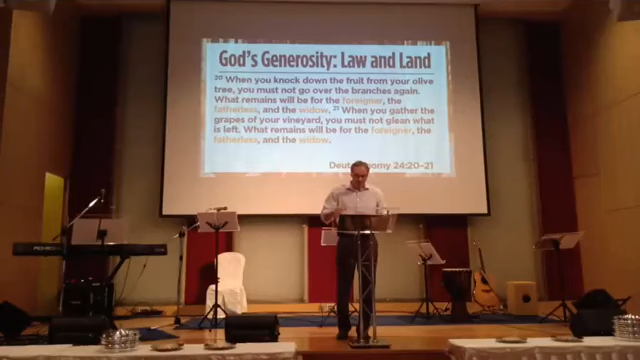 God's Generosity: Law and Land
20 When you knock down the fruit from your olive
tree, you must not go over the branches again.
What remains will be for the foreigner, the
fatherless, and the widow. 21 When you gather the
grapes of your vineyard, you must not glean what
is left. What remains will be for the foreigner, the
fatherless, and the widow.
Deuteronomy 24:20–21